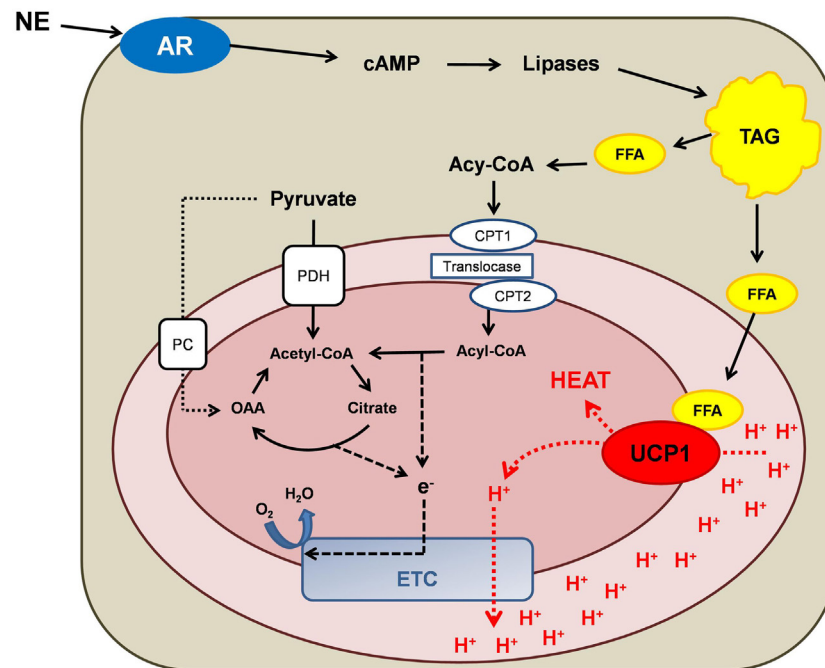 NE
AR
cAMP
Lipases
TAG
FFA
Acy-CoA
Pyruvate
CPT1
Translocase
PDH
CPT2
FFA
PC
Acetyl-CoA
Acyl-CoA
HEAT
OAA
Citrate
FFA
H⁺
H⁺
UCP1
H⁺
e⁻
H⁺
H⁺
H⁺
H₂O
O₂
H⁺
H⁺
H⁺
ETC
H⁺
H⁺
H⁺
H⁺
H⁺
H⁺